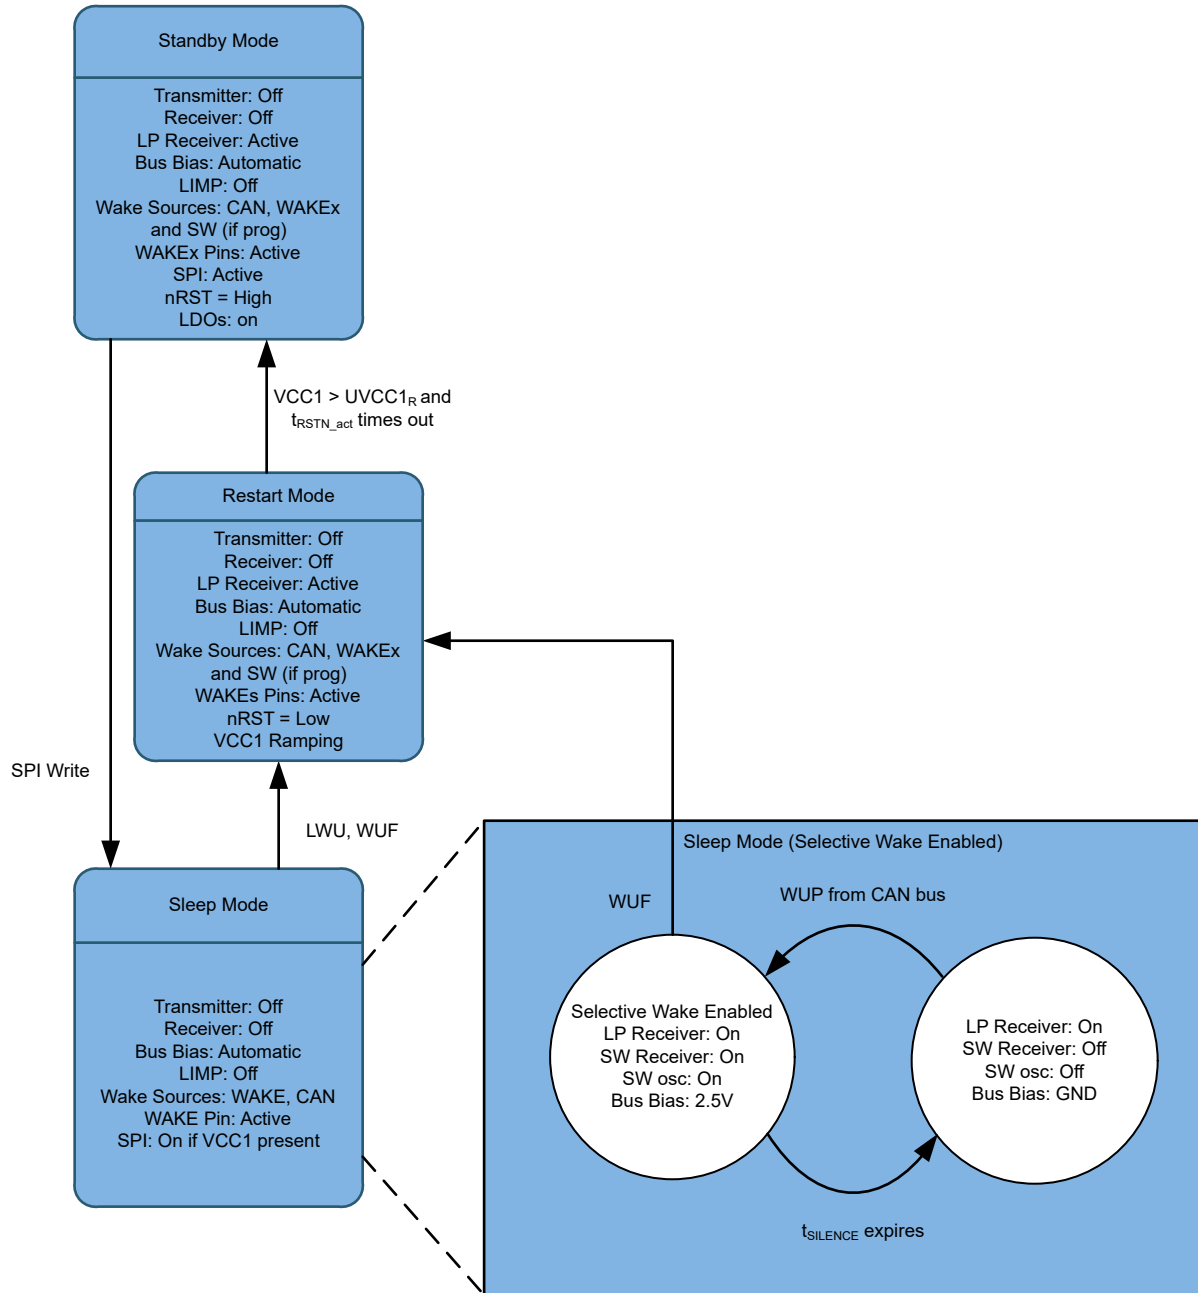 Standby Mode
Transmitter: Off
Receiver: Off
LP Receiver: Active
Bus Bias: Automatic
LIMP: Off
Wake Sources: CAN, WAKEx
and SW (if prog)
WAKEx Pins: Active
SPI: Active
nRST = High
LDOs: on
VCC1 > UVCC1R and
tRSTN_act times out
Restart Mode
Transmitter: Off
Receiver: Off
LP Receiver: Active
Bus Bias: Automatic
LIMP: Off
Wake Sources: CAN, WAKEx
and SW (if prog)
WAKEs Pins: Active
nRST = Low
VCC1 Ramping
SPI Write
LWU, WUF
Sleep Mode
Transmitter: Off
Receiver: Off
Bus Bias: Automatic
LIMP: Off
Wake Sources: WAKE, CAN
WAKE Pin: Active
SPI: On if VCC1 present
Sleep Mode (Selective Wake Enabled)
WUF
WUP from CAN bus
Selective Wake Enabled
LP Receiver: On
SW Receiver: On
SW osc: On
Bus Bias: 2.5V
LP Receiver: On
SW Receiver: Off
SW osc: Off
Bus Bias: GND
tSILENCE expires